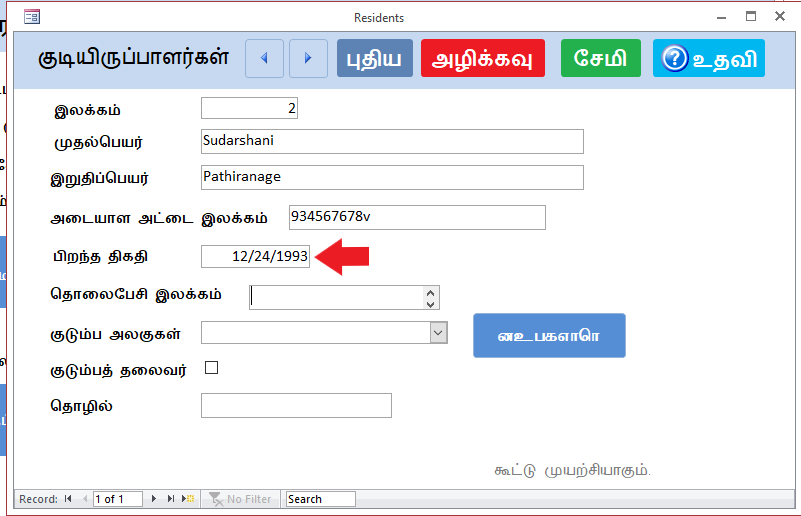 Residents
குடியிருப்பாளர்கள் புதிய அழிக்கவு சேமி ? உதவி
இலக்கம் 2
முதல்பெயர் Sudarshani
இறுதிப்பெயர் Pathiranage
அடையாள அட்டை இலக்கம் 934567678v
பிறந்த திகதி 12/24/1993
தொலைபேசி இலக்கம்
குடும்ப அலகுகள்
குடும்பத் தலைவர்
தொழில்
கூட்டு முயற்சியாகும்.
Record: 1 of 1 No Filter Search